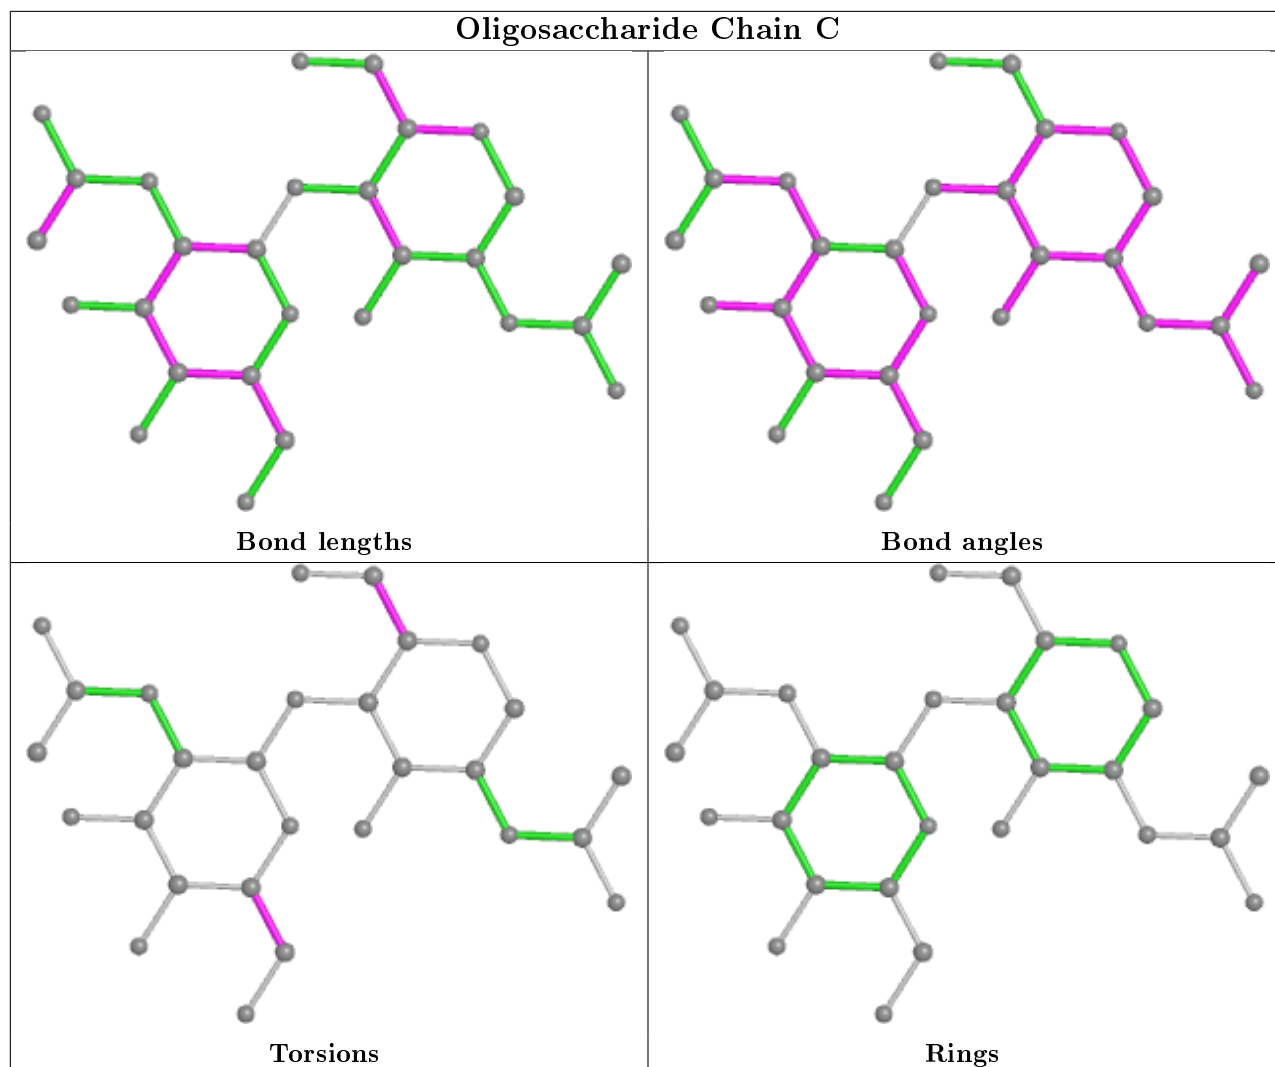 Oligosaccharide Chain C
Bond lengths
Bond angles
Torsions
Rings